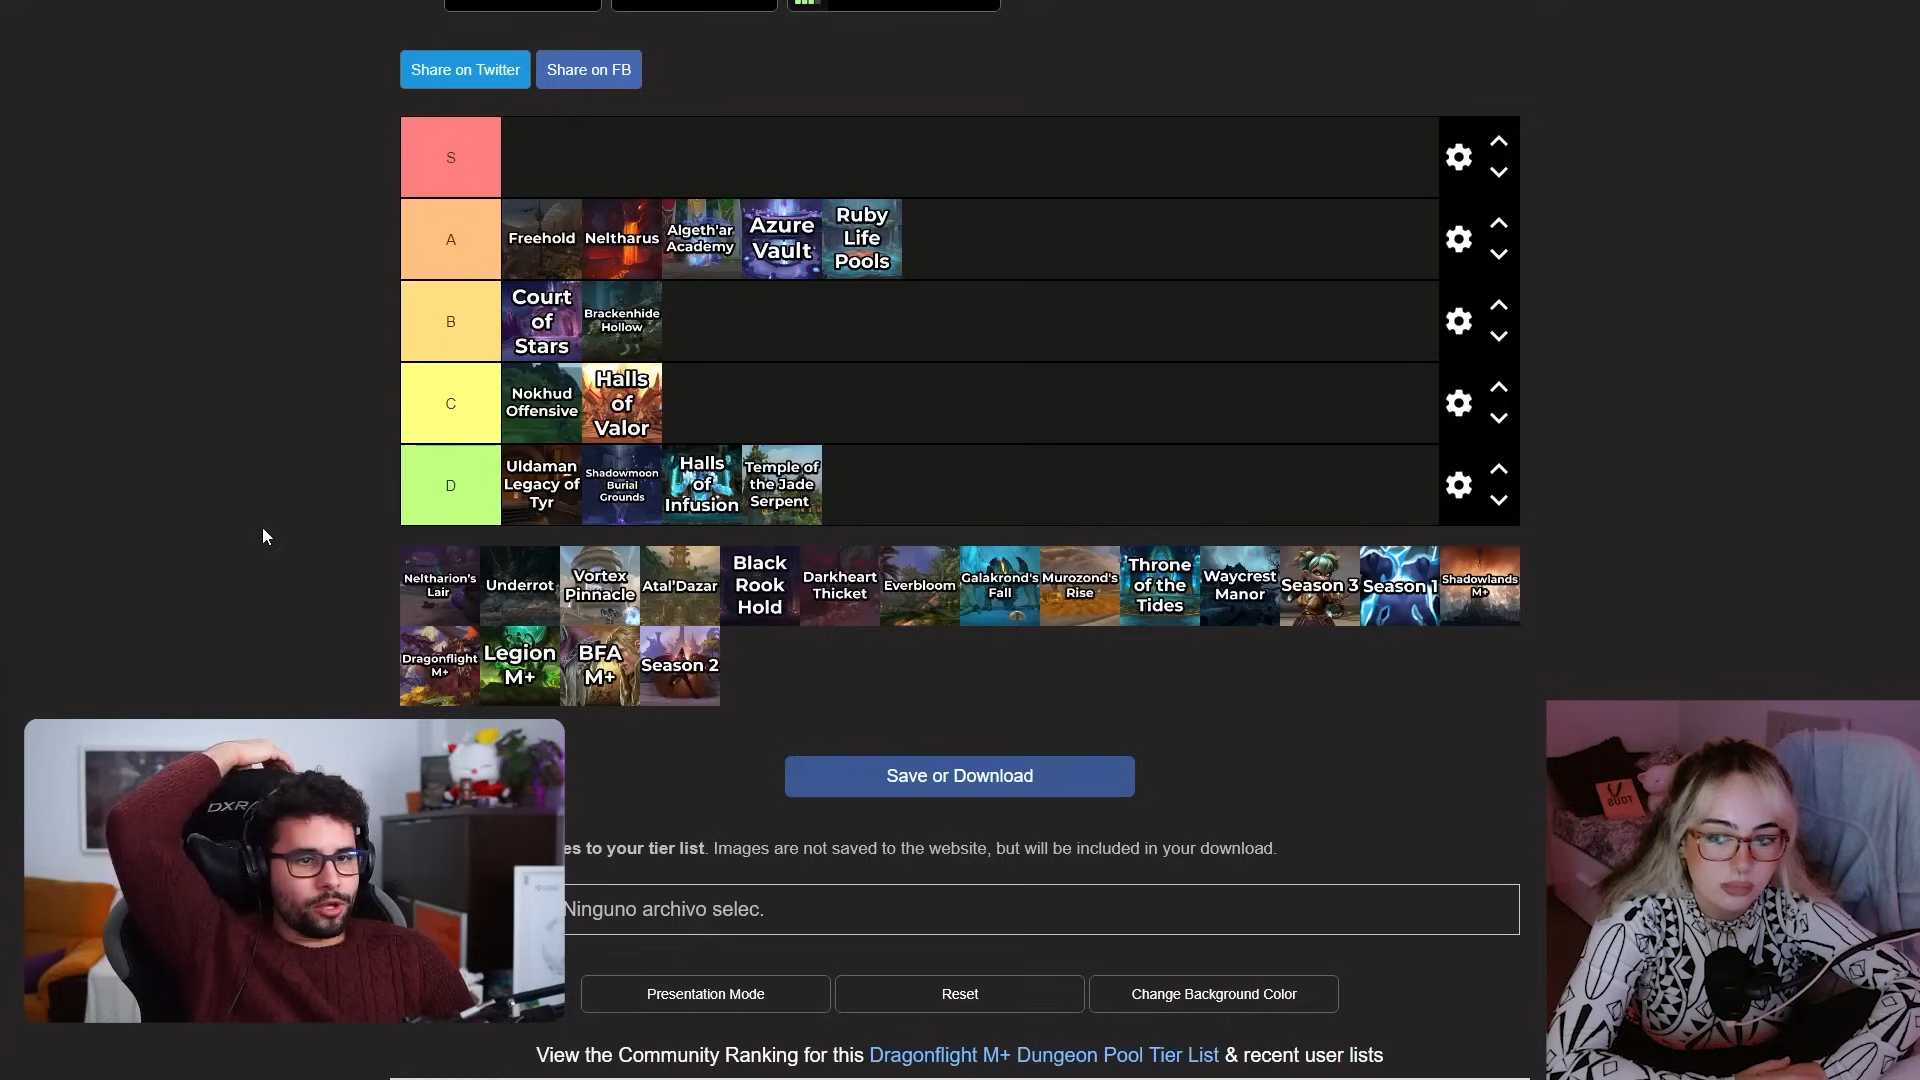 Share on Twitter
Share on FB
S
A
Freehold
Neltharus
Algeth'ar
Academy
Azure
Vault
Ruby
Life
Pools
B
Court
of
Stars
Brackenhide
Hollow
C
Nokhud
Offensive
Halls
of
Valor
D
Uldaman
Legacy of
Tyr
Shadowmoon
Burial
Grounds
Halls
of
Infusion
Temple of
the Jade
Serpent
Neltharion's
Lair
Underrot
Vortex
Pinnacle
Atal'Dazar
Black
Rook
Hold
Darkheart
Thicket
Everbloom
Galakrond's
Fall
Murozond's
Rise
Throne
of the
Tides
Waycrest
Manor
Season 3
Season 1
Shadowlands
M+
Dragonflight
M+
Legion
M+
BFA
M+
Season 2
Save or Download
es to your tier list. Images are not saved to the website, but will be included in your download.
Ninguno archivo selec.
Presentation Mode
Reset
Change Background Color
View the Community Ranking for this Dragonflight M+ Dungeon Pool Tier List & recent user lists
DXR